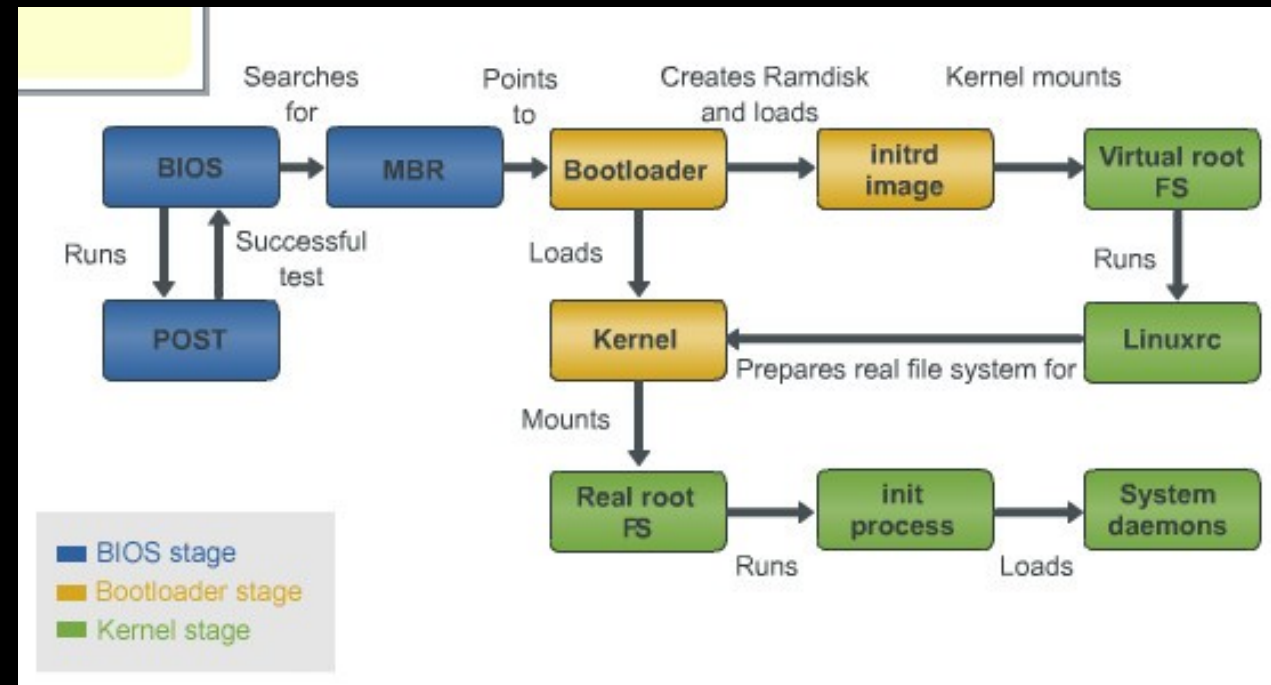 Searches
for
Points
to
Creates Ramdisk
and loads
Kernel mounts
BIOS
MBR
Bootloader
initrd
image
Virtual root
FS
Runs
Successful
test
Loads
Runs
POST
Kernel
Linuxrc
Prepares real file system for
Mounts
Real root
FS
init
process
System
daemons
Runs
Loads
BIOS stage
Bootloader stage
Kernel stage